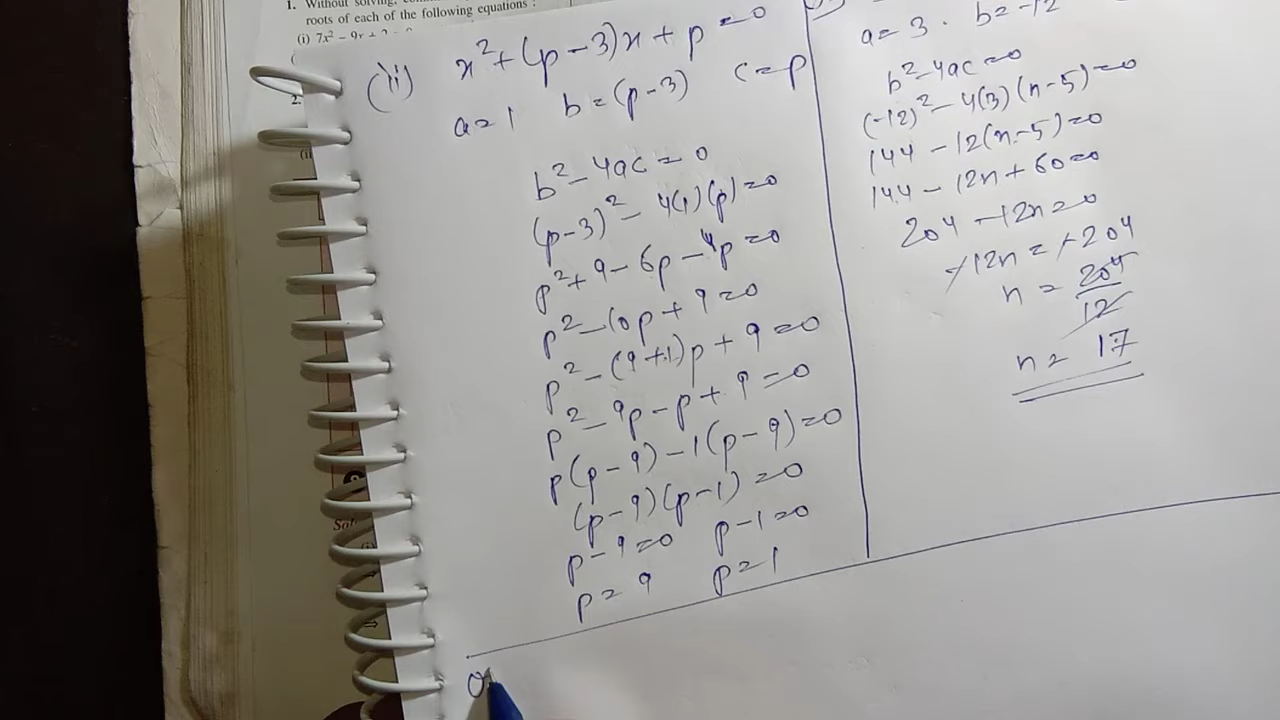 1. Without solving,
roots of each of the following equations :
(i) 7x² – 9x + 2 = 0
2.
(ii) x² + (p – 3)x + p = 0
a = 1 b = (p – 3) c = p
b² – 4ac = 0
(p – 3)² – 4(1)(p) = 0
p² + 9 – 6p – 4p = 0
p² – 10p + 9 = 0
p² – (9+1)p + 9 = 0
p² – 9p – p + 9 = 0
p(p – 9) – 1(p – 9) = 0
(p – 9)(p – 1) = 0
p – 9 = 0 p – 1 = 0
p = 9 p = 1
a = 3 . b = –12
b² – 4ac = 0
(–12)² – 4(3)(n – 5) = 0
144 – 12(n – 5) = 0
144 – 12n + 60 = 0
204 – 12n = 0
–12n = –204
n = 204/12
n = 17